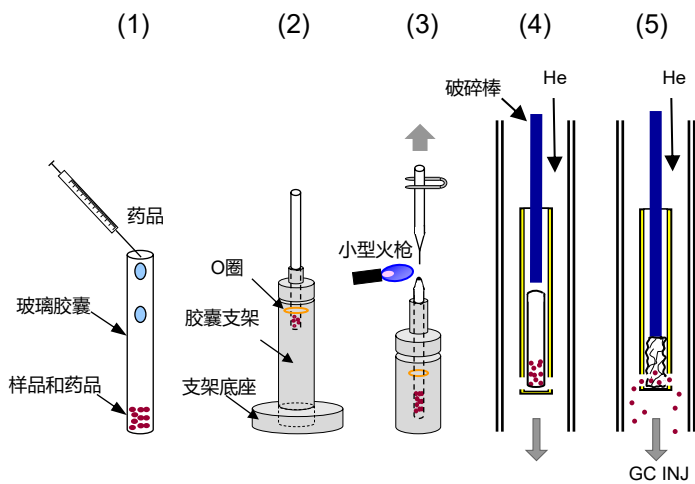 (1)
(2)
(3)
(4)
(5)
He
He
破碎棒
药品
小型火枪
O圈
玻璃胶囊
胶囊支架
支架底座
样品和药品
GC INJ